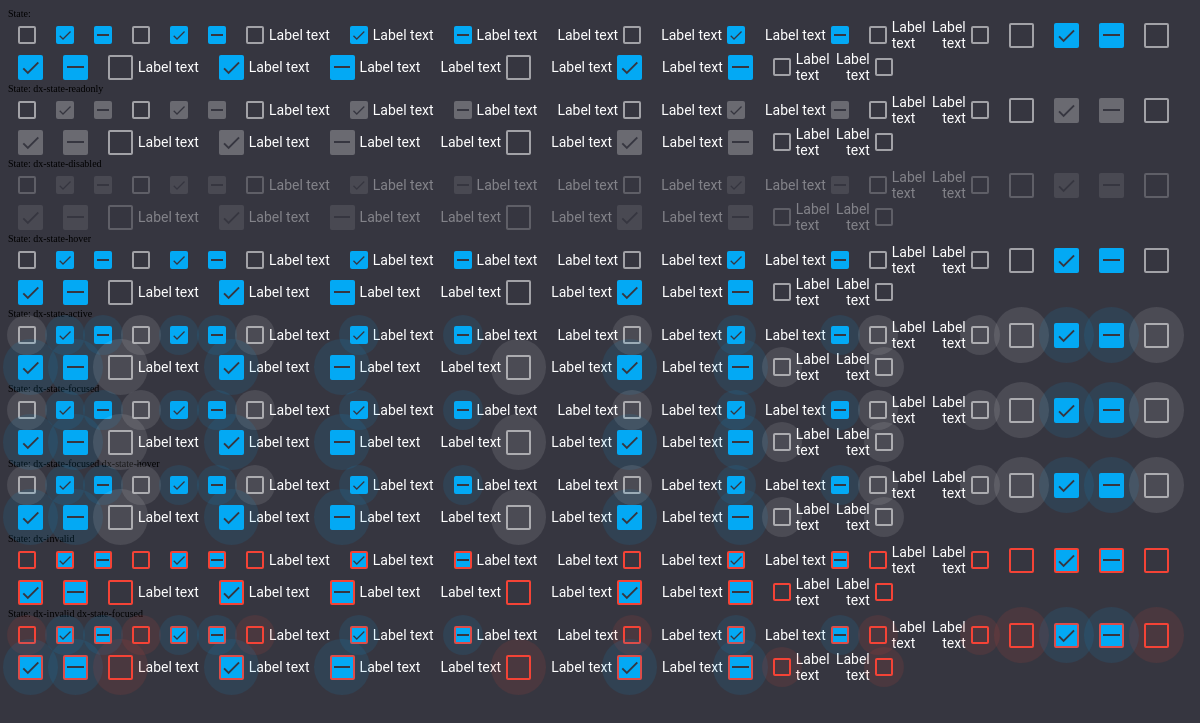 State:
Label text Label text Label text Label text Label text Label text Label text Label text
Label text Label text Label text Label text Label text Label text Label text Label text
State: dx-state-readonly
Label text Label text Label text Label text Label text Label text Label text Label text
Label text Label text Label text Label text Label text Label text Label text Label text
State: dx-state-disabled
Label text Label text Label text Label text Label text Label text Label text Label text
Label text Label text Label text Label text Label text Label text Label text Label text
State: dx-state-hover
Label text Label text Label text Label text Label text Label text Label text Label text
Label text Label text Label text Label text Label text Label text Label text Label text
State: dx-state-active
Label text Label text Label text Label text Label text Label text Label text Label text
Label text Label text Label text Label text Label text Label text Label text Label text
State: dx-state-focused
Label text Label text Label text Label text Label text Label text Label text Label text
Label text Label text Label text Label text Label text Label text Label text Label text
State: dx-state-focused dx-state-hover
Label text Label text Label text Label text Label text Label text Label text Label text
Label text Label text Label text Label text Label text Label text Label text Label text
State: dx-invalid
Label text Label text Label text Label text Label text Label text Label text Label text
Label text Label text Label text Label text Label text Label text Label text Label text
State: dx-invalid dx-state-focused
Label text Label text Label text Label text Label text Label text Label text Label text
Label text Label text Label text Label text Label text Label text Label text Label text